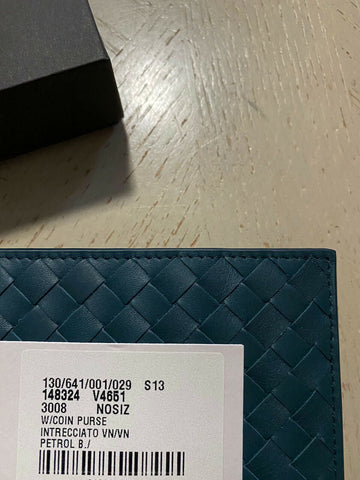 130/641/001/029 S13
148324 V4651
3008 NOSIZ
W/COIN PURSE
INTRECCIATO VN/VN
PETROL B./